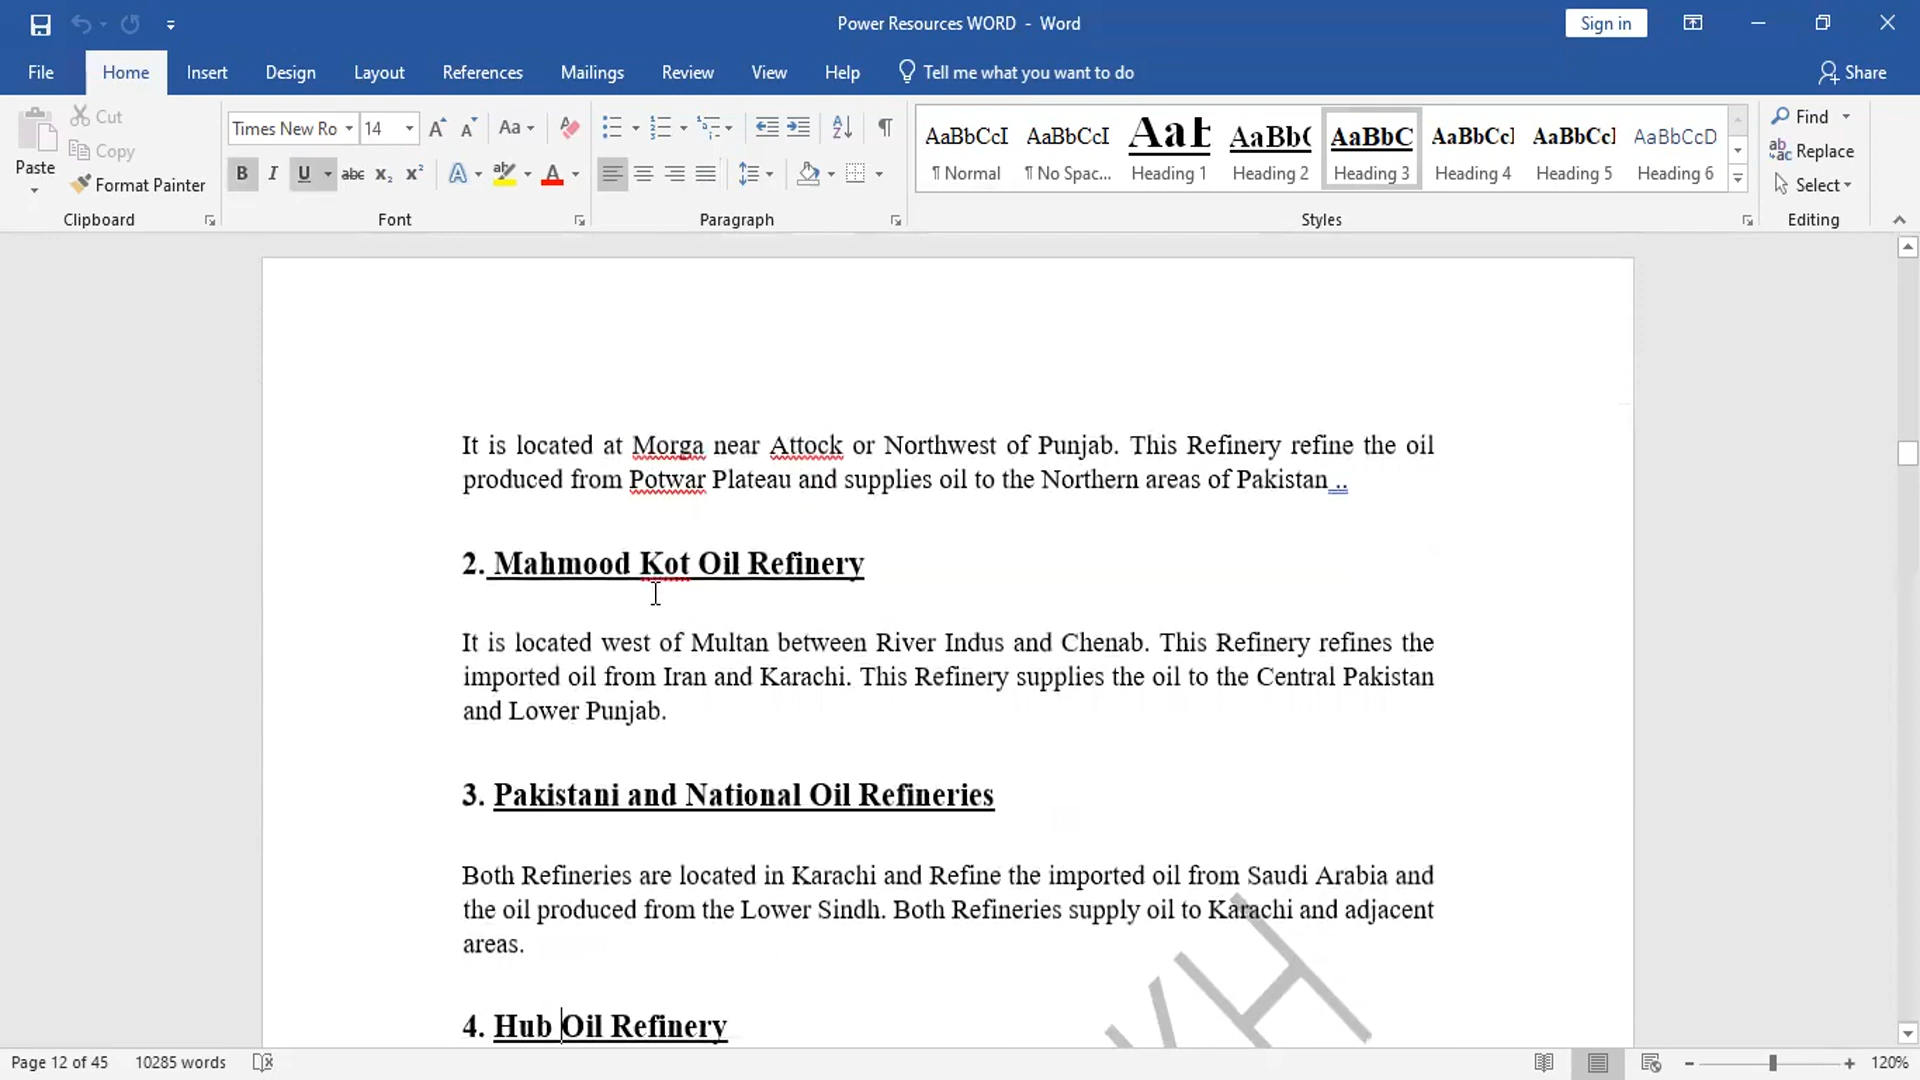 Power Resources WORD - Word
Sign in
File Home Insert Design Layout References Mailings Review View Help Tell me what you want to do Share
Paste
Cut
Copy
Format Painter
Clipboard
Times New Ro 14 Aa
B I U abc x₂ x² A ab A
Font
Paragraph
AaBbCcI AaBbCcI AaBb AaBb( AaBbC AaBbCcI AaBbCcI AaBbCcD
¶ Normal ¶ No Spac... Heading 1 Heading 2 Heading 3 Heading 4 Heading 5 Heading 6
Styles
Find
Replace
Select
Editing
It is located at Morga near Attock or Northwest of Punjab. This Refinery refine the oil
produced from Potwar Plateau and supplies oil to the Northern areas of Pakistan ..
2. Mahmood Kot Oil Refinery
It is located west of Multan between River Indus and Chenab. This Refinery refines the
imported oil from Iran and Karachi. This Refinery supplies the oil to the Central Pakistan
and Lower Punjab.
3. Pakistani and National Oil Refineries
Both Refineries are located in Karachi and Refine the imported oil from Saudi Arabia and
the oil produced from the Lower Sindh. Both Refineries supply oil to Karachi and adjacent
areas.
4. Hub Oil Refinery
Page 12 of 45 10285 words 120%